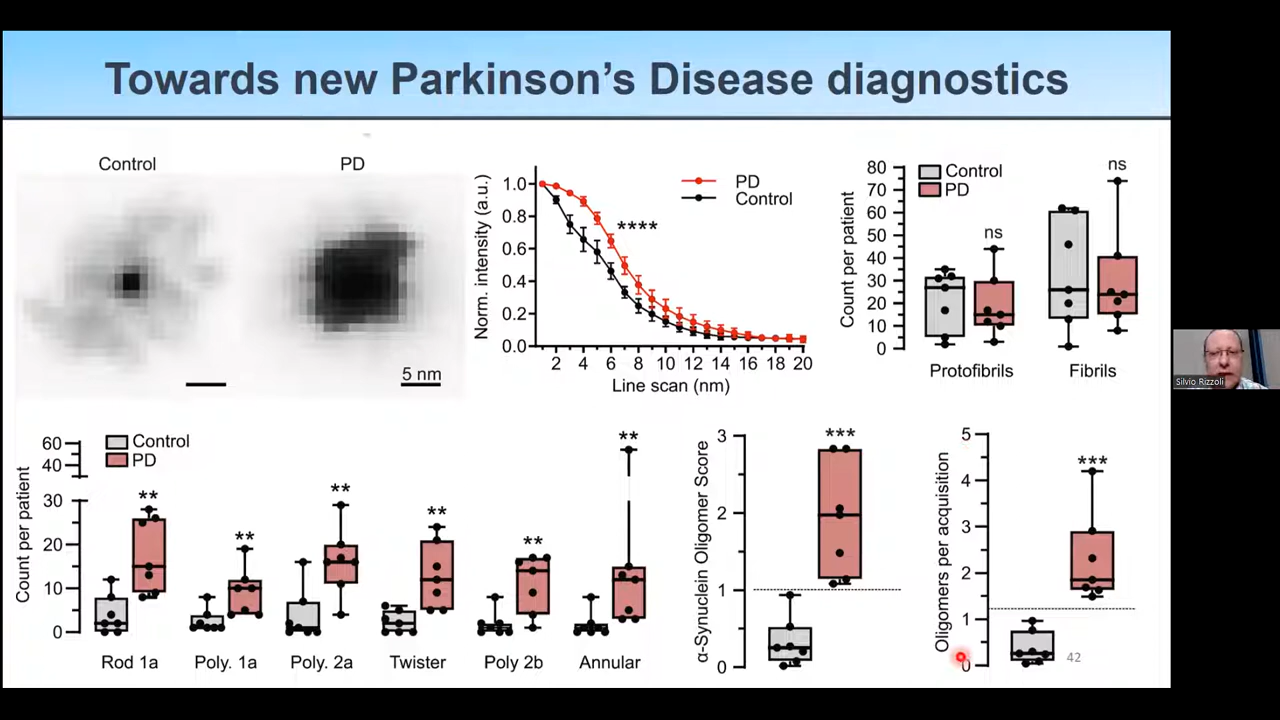 Towards new Parkinson's Disease diagnostics
Control
PD
5 nm
Norm. intensity (a.u.)
1.0
0.8
0.6
0.4
0.2
0.0
****
PD
Control
2 4 6 8 10 12 14 16 18 20
Line scan (nm)
Count per patient
80
70
60
50
40
30
20
10
0
Control
PD
ns
ns
Protofibrils
Fibrils
Silvio Rizzoli
Count per patient
60
40
30
20
10
0
Control
PD
**
**
**
**
**
**
Rod 1a
Poly. 1a
Poly. 2a
Twister
Poly 2b
Annular
α-Synuclein Oligomer Score
3
2
1
0
***
Oligomers per acquisition
5
4
3
2
1
0
***
42